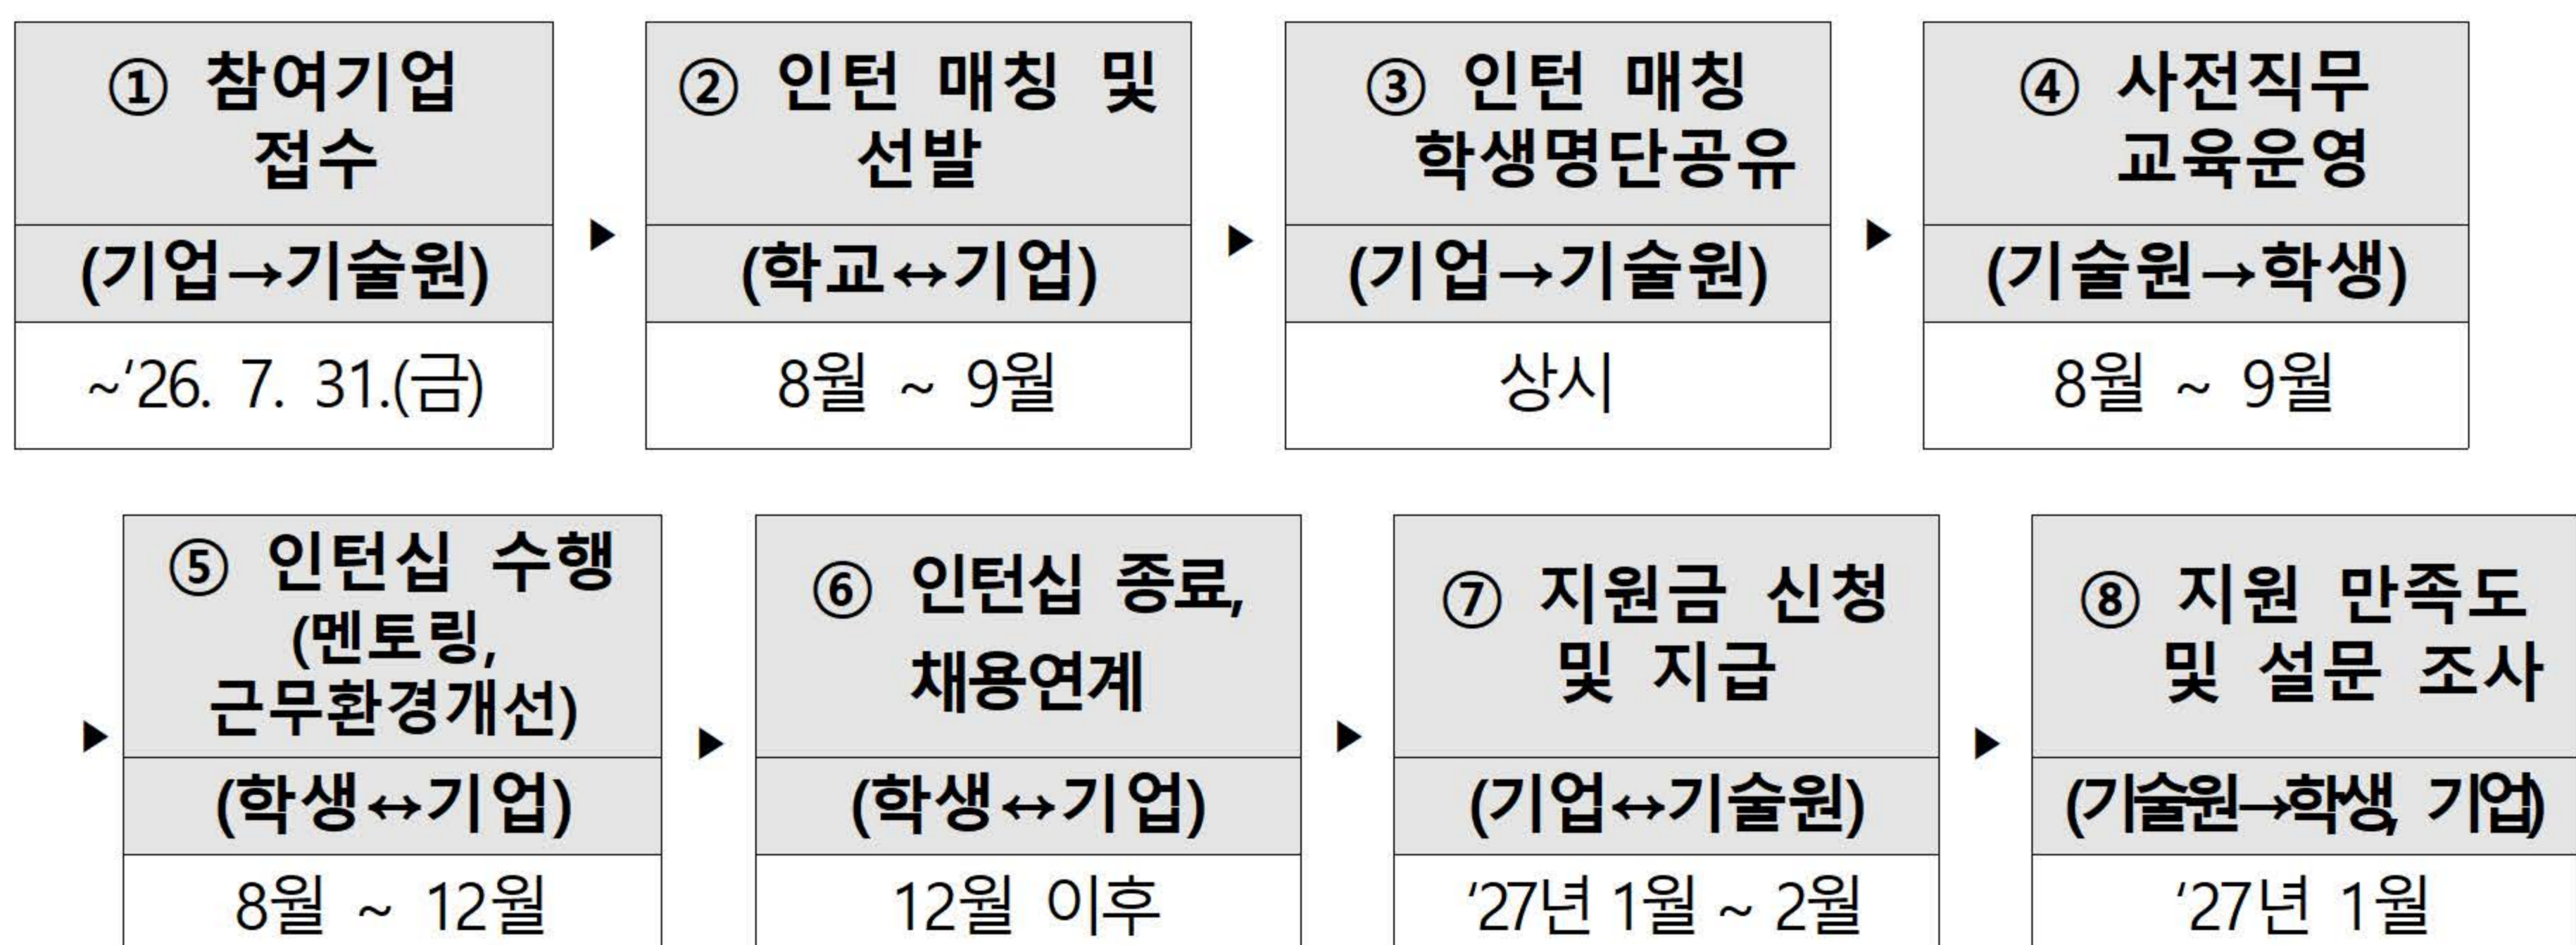 ① 참여기업
접수
(기업→기술원)
~‘26. 7. 31.(금)
② 인턴 매칭 및
선발
(학교↔기업)
8월 ~ 9월
③ 인턴 매칭
학생명단공유
(기업→기술원)
상시
④ 사전직무
교육운영
(기술원→학생)
8월 ~ 9월
⑤ 인턴십 수행
(멘토링,
근무환경개선)
(학생↔기업)
8월 ~ 12월
⑥ 인턴십 종료,
채용연계
(학생↔기업)
12월 이후
⑦ 지원금 신청
및 지급
(기업↔기술원)
‘27년 1월 ~ 2월
⑧ 지원 만족도
및 설문 조사
(기술원→학생, 기업)
‘27년 1월